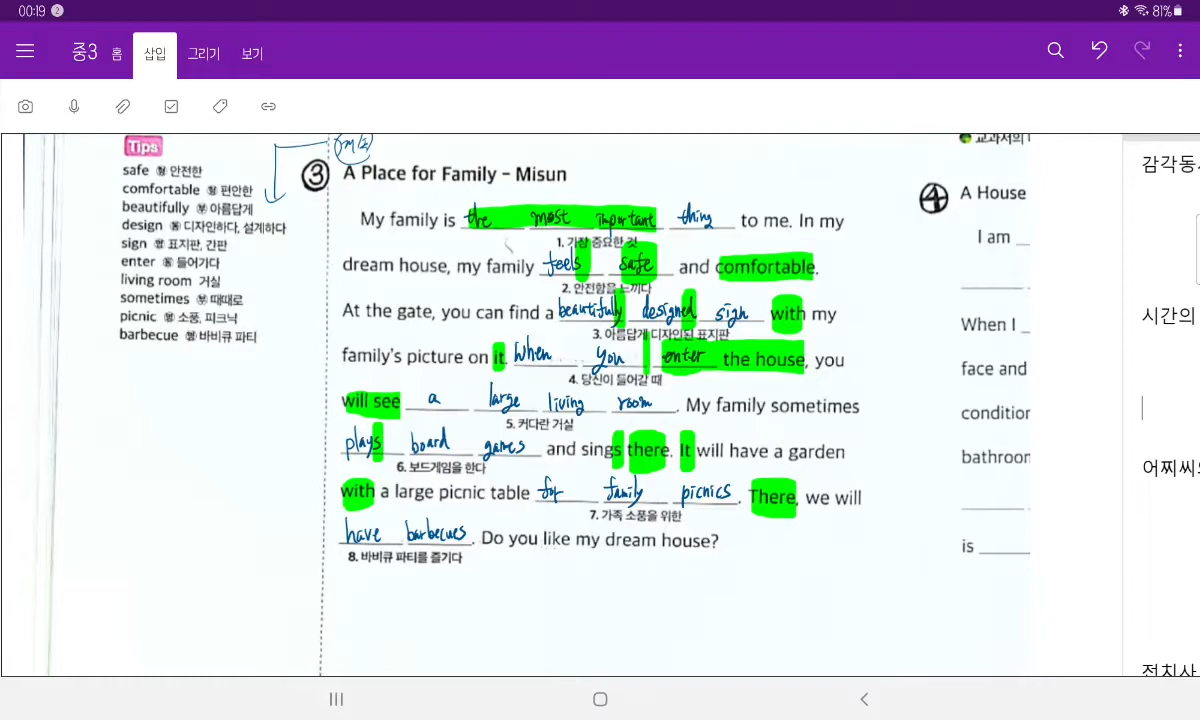 00:19 2 81%
중3 홈 삽입 그리기 보기
Tips
safe 형 안전한
comfortable 형 편안한
beautifully 부 아름답게
design 동 디자인하다, 설계하다
sign 명 표지판, 간판
enter 동 들어가다
living room 거실
sometimes 부 때때로
picnic 명 소풍, 피크닉
barbecue 명 바비큐 파티
③ A Place for Family – Misun
My family is the most important thing to me. In my
1. 가장 중요한 것
dream house, my family feels safe and comfortable.
2. 안전함을 느끼다
At the gate, you can find a beautifully designed sign with my
3. 아름답게 디자인된 표지판
family's picture on it. When you enter the house, you
4. 당신이 들어갈 때
will see a large living room. My family sometimes
5. 커다란 거실
plays board games and sings there. It will have a garden
6. 보드게임을 한다
with a large picnic table for family picnics. There, we will
7. 가족 소풍을 위한
have barbecues. Do you like my dream house?
8. 바비큐 파티를 즐기다
교과서의
④ A House
I am
When I
face and
condition
bathroom
is
감각동사
시간의
어찌씨
전치사